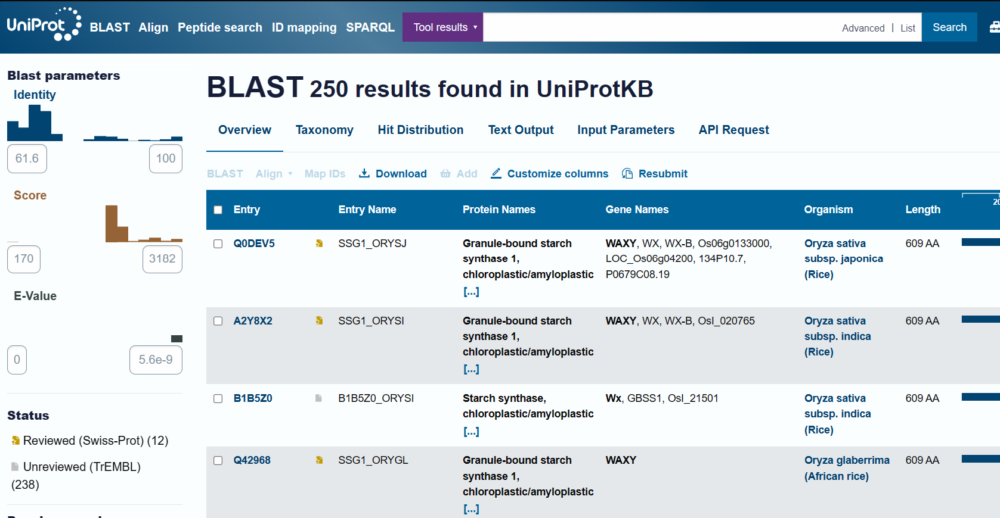 UniProt BLAST Align Peptide search ID mapping SPARQL Tool results Advanced | List Search
Blast parameters
Identity
61.6 100
Score
170 3182
E-Value
0 5.6e-9
Status
Reviewed (Swiss-Prot) (12)
Unreviewed (TrEMBL)
(238)
BLAST 250 results found in UniProtKB
Overview Taxonomy Hit Distribution Text Output Input Parameters API Request
BLAST Align Map IDs Download Add Customize columns Resubmit
Entry Entry Name Protein Names Gene Names Organism Length
Q0DEV5 SSG1_ORYSJ Granule-bound starch WAXY, WX, WX-B, Os06g0133000, Oryza sativa 609 AA
synthase 1, LOC_Os06g04200, 134P10.7, subsp. japonica
chloroplastic/amyloplastic P0679C08.19 (Rice)
[...]
A2Y8X2 SSG1_ORYSI Granule-bound starch WAXY, WX, WX-B, OsI_020765 Oryza sativa 609 AA
synthase 1, subsp. indica
chloroplastic/amyloplastic (Rice)
[...]
B1B5Z0 B1B5Z0_ORYSI Starch synthase, Wx, GBSS1, OsI_21501 Oryza sativa 609 AA
chloroplastic/amyloplastic subsp. indica
[...] (Rice)
Q42968 SSG1_ORYGL Granule-bound starch WAXY Oryza glaberrima 609 AA
synthase 1, (African rice)
chloroplastic/amyloplastic
[...]